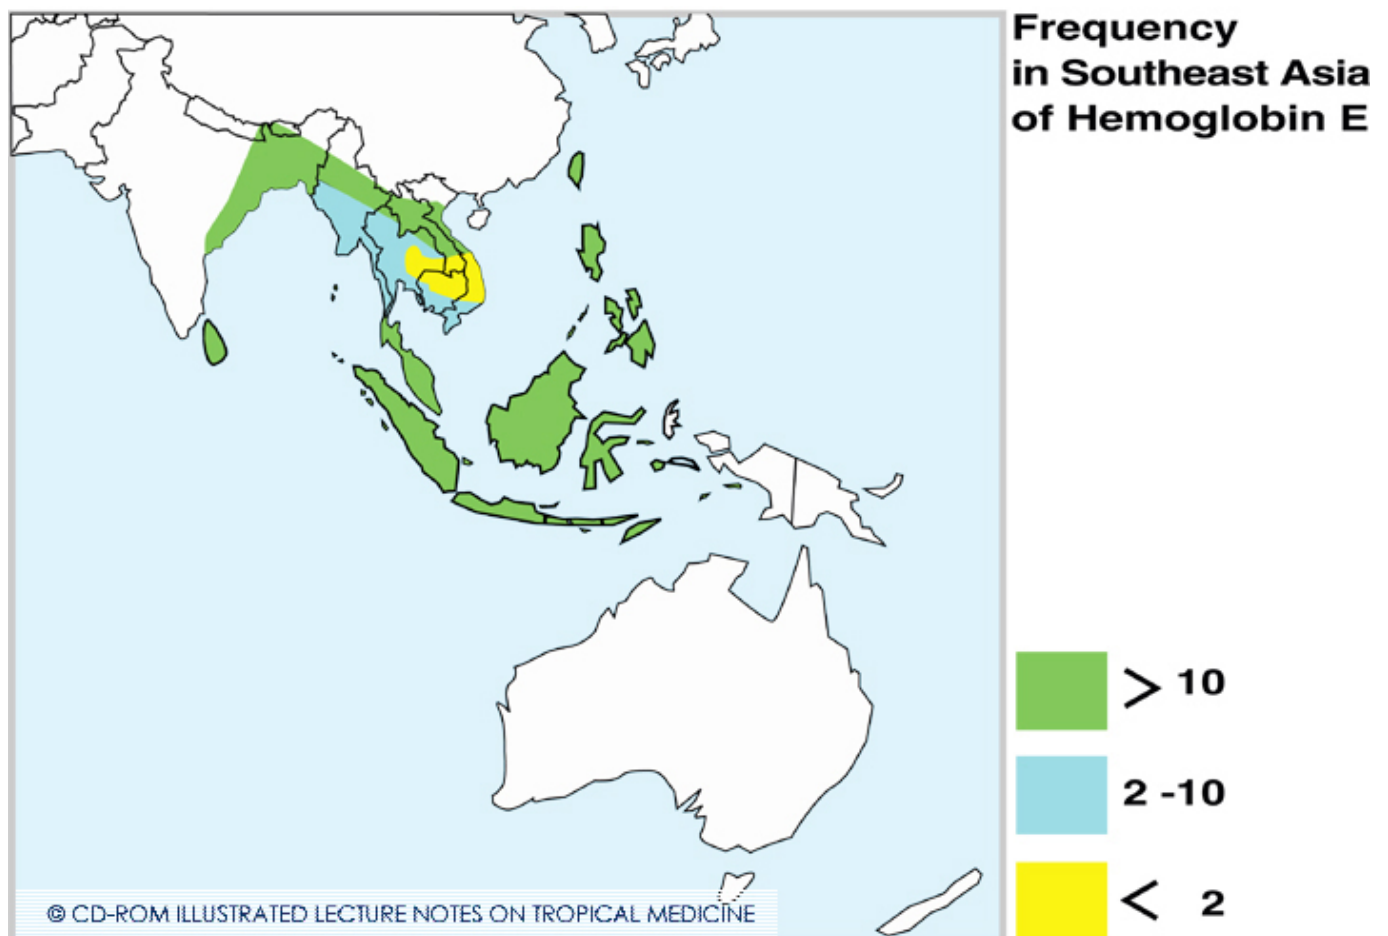 Frequency
in Southeast Asia
of Hemoglobin E
> 10
2 -10
< 2
© CD-ROM ILLUSTRATED LECTURE NOTES ON TROPICAL MEDICINE